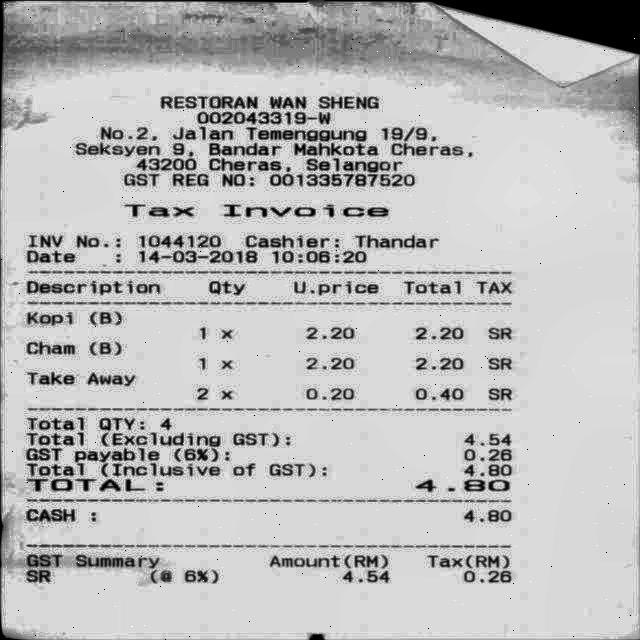 RESTORAN WAN SHENG
002043319-W
No.2, Jalan Temenggung 19/9,
Seksyen 9, Bandar Mahkota Cheras,
43200 Cheras, Selangor
GST REG NO: 001335787520
Tax Invoice
INV No.: 1044120 Cashier: Thandar
Date : 14-03-2018 10:06:20
Description Qty U.price Total TAX
Kopi (B)
1 x 2.20 2.20 SR
Cham (B)
1 x 2.20 2.20 SR
Take Away
2 x 0.20 0.40 SR
Total QTY: 4
Total (Excluding GST): 4.54
GST payable (6%): 0.26
Total (Inclusive of GST): 4.80
TOTAL: 4.80
CASH : 4.80
GST Summary Amount(RM) Tax(RM)
SR (@ 6%) 4.54 0.26